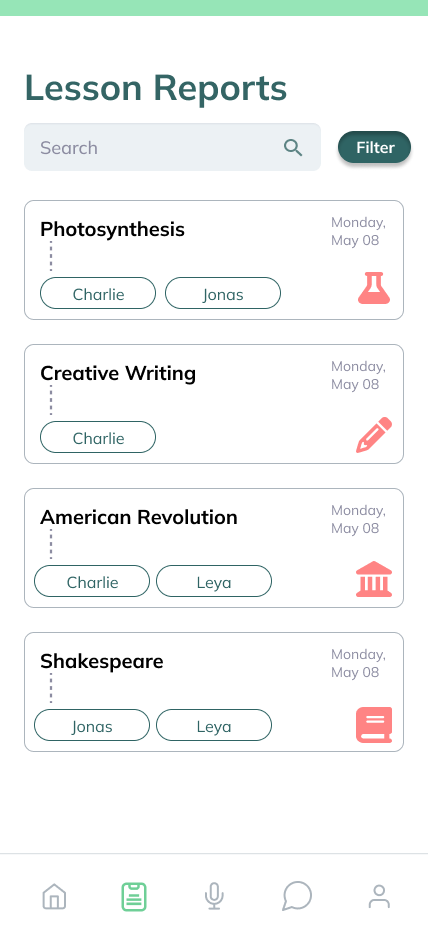 Lesson Reports
Search
Filter
Photosynthesis
Monday,
May 08
Charlie
Jonas
Creative Writing
Monday,
May 08
Charlie
American Revolution
Monday,
May 08
Charlie
Leya
Shakespeare
Monday,
May 08
Jonas
Leya